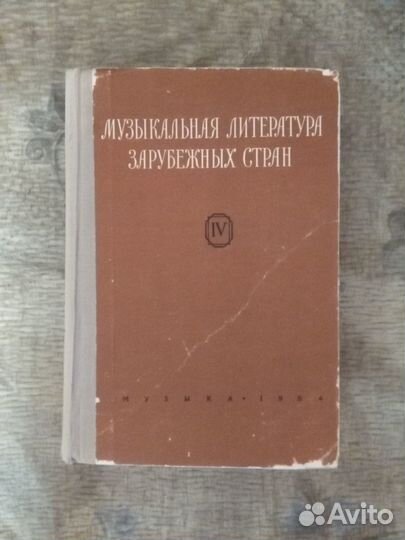 МУЗЫКАЛЬНАЯ ЛИТЕРАТУРА
ЗАРУБЕЖНЫХ СТРАН
IV
МУЗЫКА • 1964
Avito